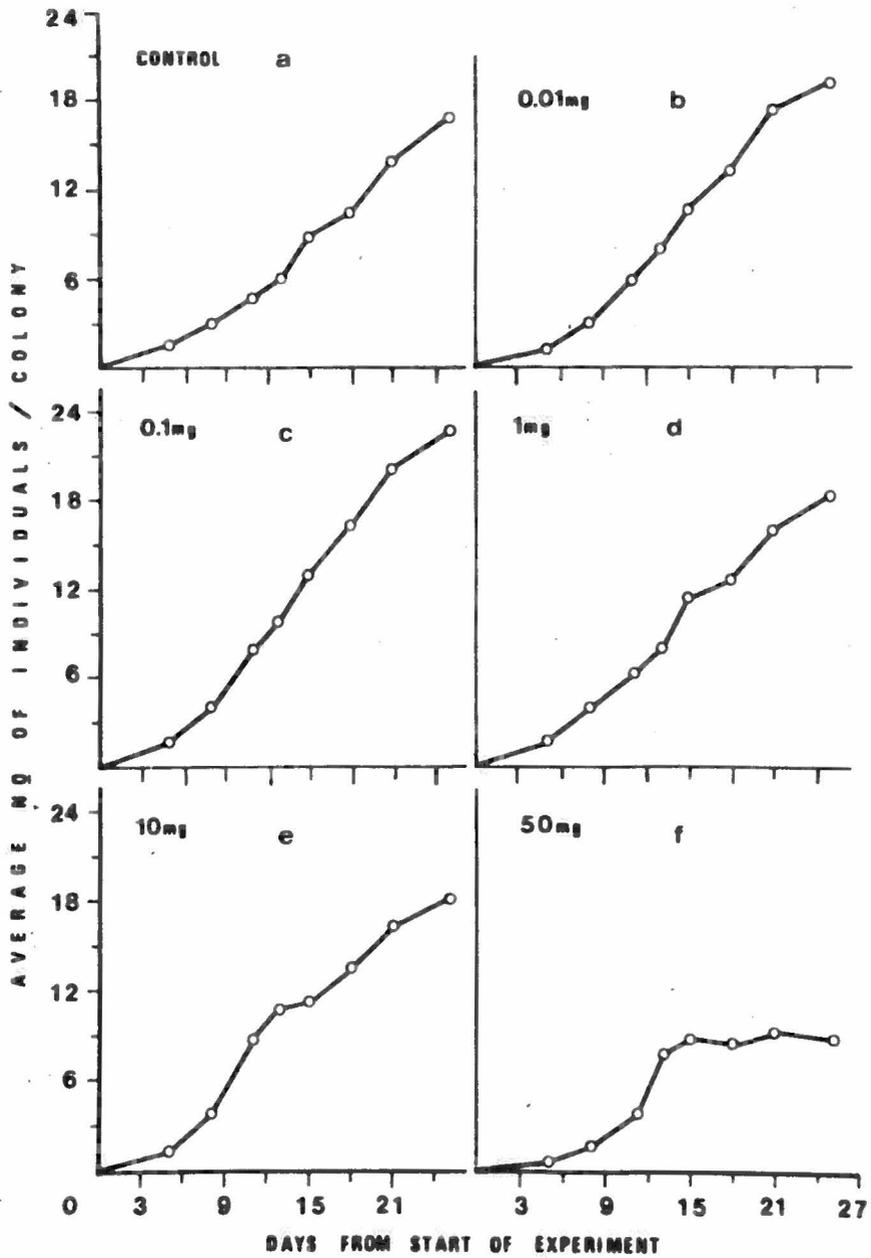 24
CONTROL a
18
12
6
0.01mg b
24
0.1mg c
18
12
6
1mg d
24
10mg e
18
12
6
50mg f
0 3 9 15 21 3 9 15 21 27
DAYS FROM START OF EXPERIMENT
AVERAGE NO OF INDIVIDUALS / COLONY